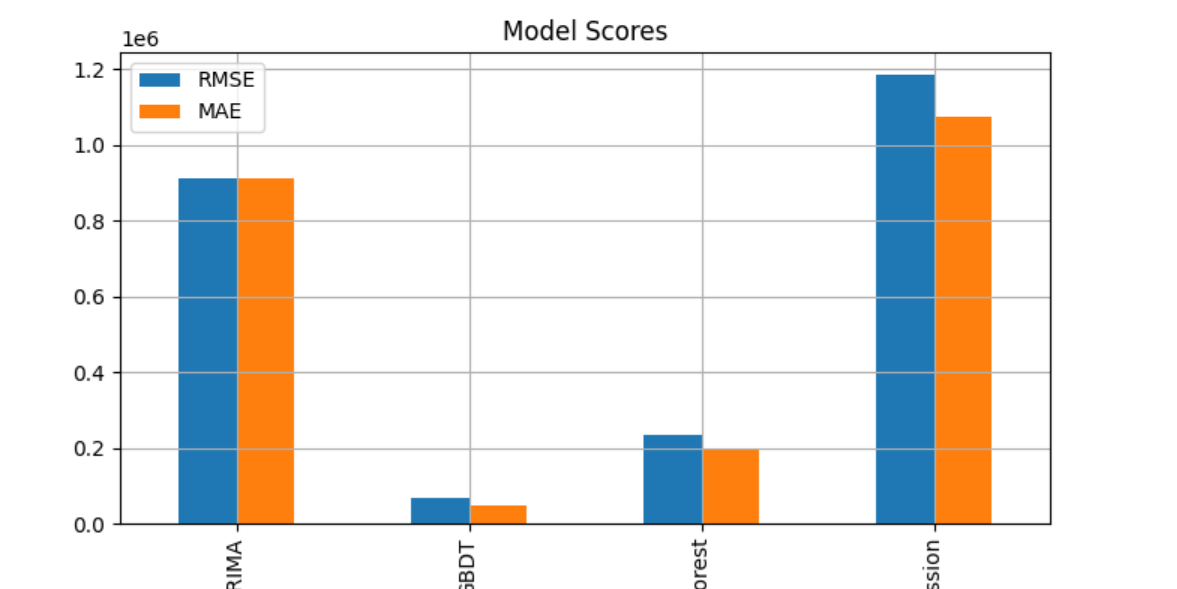 Model Scores
1e6
1.2
RMSE
MAE
1.0
0.8
0.6
0.4
0.2
0.0
RIMA
GBDT
orest
ssion